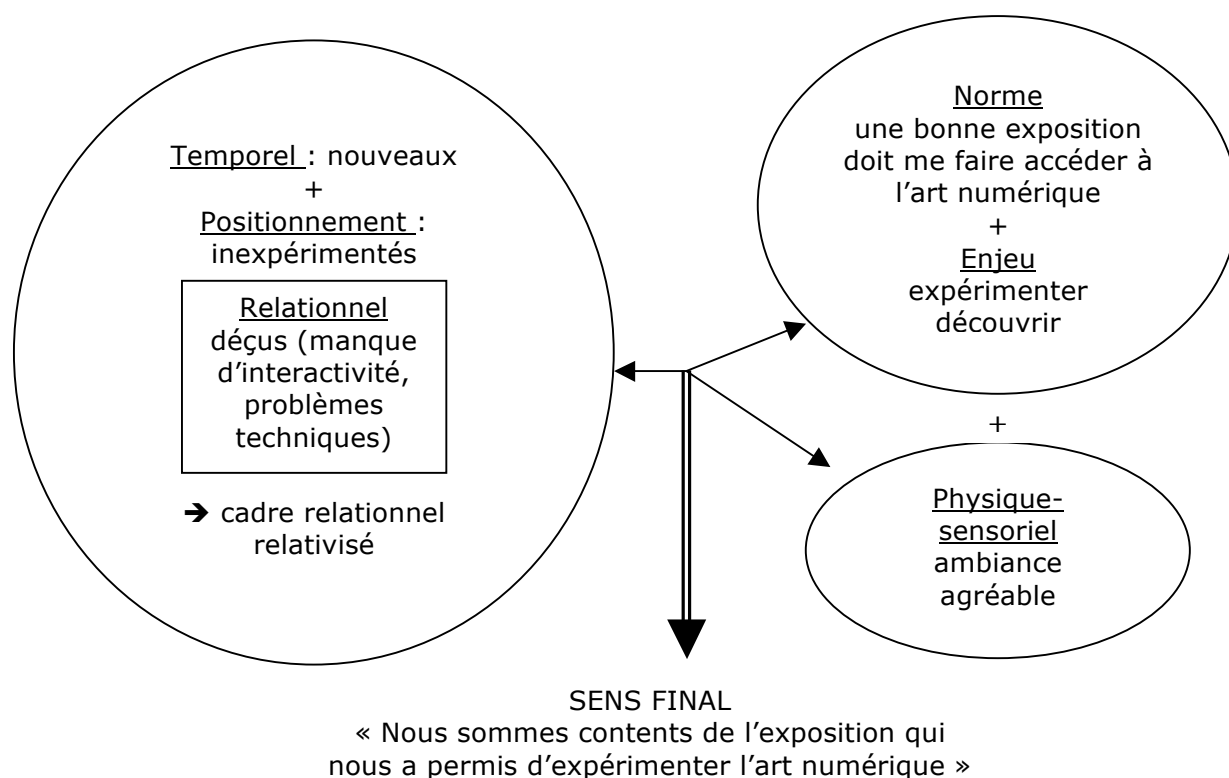 Temporel : nouveaux
+
Positionnement :
inexpérimentés
Relationnel
déçus (manque
d’interactivité,
problèmes
techniques)
➔ cadre relationnel
relativisé
Norme
une bonne exposition
doit me faire accéder à
l’art numérique
+
Enjeu
expérimenter
découvrir
+
Physique-
sensoriel
ambiance
agréable
SENS FINAL
« Nous sommes contents de l’exposition qui
nous a permis d’expérimenter l’art numérique »